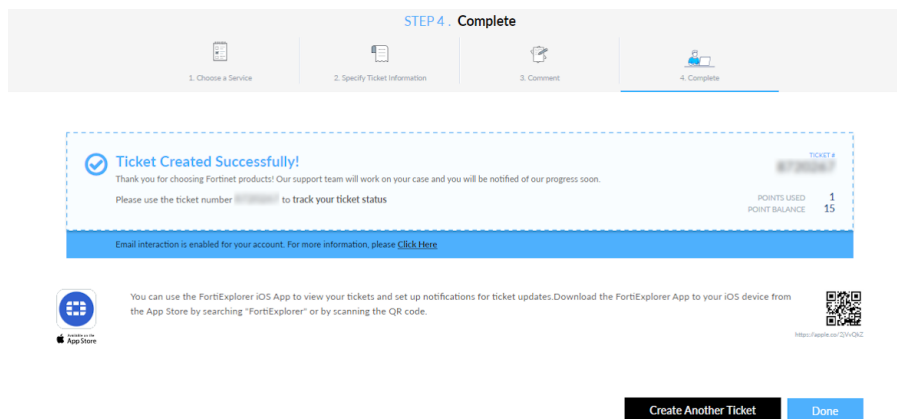 STEP 4 . Complete
1. Choose a Service
2. Specify Ticket Information
3. Comment
4. Complete
Ticket Created Successfully!
TICKET #
Thank you for choosing Fortinet products! Our support team will work on your case and you will be notified of our progress soon.
Please use the ticket number to track your ticket status
POINTS USED 1
POINT BALANCE 15
Email interaction is enabled for your account. For more information, please Click Here
You can use the FortiExplorer iOS App to view your tickets and set up notifications for ticket updates.Download the FortiExplorer App to your iOS device from
the App Store by searching "FortiExplorer" or by scanning the QR code.
Available on the
App Store
Create Another Ticket
Done